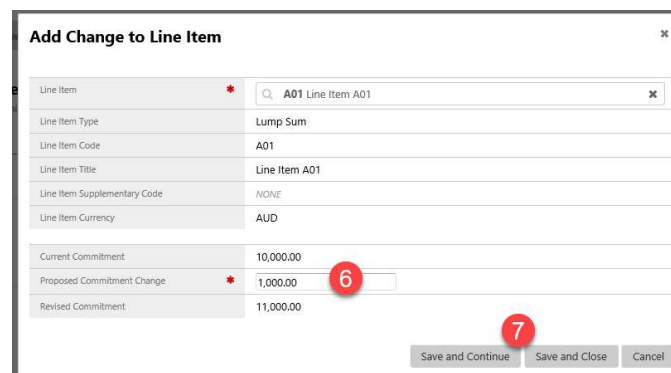 Add Change to Line Item
Line Item * A01 Line Item A01
Line Item Type Lump Sum
Line Item Code A01
Line Item Title Line Item A01
Line Item Supplementary Code NONE
Line Item Currency AUD
Current Commitment 10,000.00
Proposed Commitment Change * 1,000.00 6
Revised Commitment 11,000.00
7
Save and Continue Save and Close Cancel